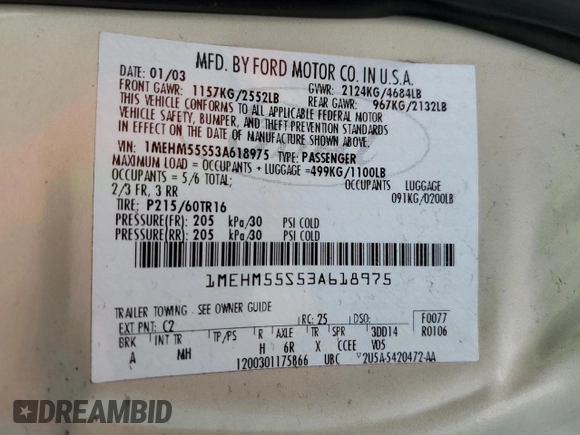 MFD. BY FORD MOTOR CO. IN U.S.A.
DATE: 01/03 GVWR: 2124KG/4684LB
FRONT GAWR: 1157KG/2552LB REAR GAWR: 967KG/2132LB
THIS VEHICLE CONFORMS TO ALL APPLICABLE FEDERAL MOTOR
VEHICLE SAFETY, BUMPER, AND THEFT PREVENTION STANDARDS
IN EFFECT ON THE DATE OF MANUFACTURE SHOWN ABOVE.
VIN: 1MEHM55S53A618975 TYPE: PASSENGER
MAXIMUM LOAD = OCCUPANTS + LUGGAGE =499KG/1100LB
OCCUPANTS = 5/6 TOTAL; OCCUPANTS LUGGAGE
2/3 FR, 3 RR 091KG/0200LB
TIRE: P215/60TR16
PRESSURE(FR) 205 kPa/30 PSI COLD
PRESSURE(RR) 205 kPa/30 PSI COLD
1MEHM55S53A618975
TRAILER TOWING - SEE OWNER GUIDE
EXT PNT: C2 RC: 25 DSO: F0077
BRK INT TR TP/PS R AXLE TR SPR 3DD14 R0106
A NH H 6R X CCEE V05
1200301175866 UBC 2U5A-5420472-AA
DREAMBID